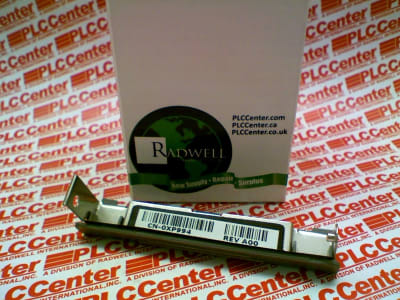 PLCCenter.com
PLCCenter.ca
PLCCenter.co.uk
RADWELL
New Supply • Repair • Surplus
CN-0XP994
REV A00
PLCCenter
A DIVISION OF RADWELL INTERNATIONAL, INC.